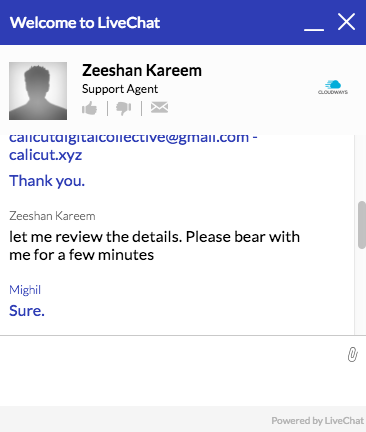 Welcome to LiveChat
Zeeshan Kareem
Support Agent
CLOUDWAYS
calicutdigitalcollective@gmail.com -
calicut.xyz
Thank you.
Zeeshan Kareem
let me review the details. Please bear with
me for a few minutes
Mighil
Sure.
Powered by LiveChat